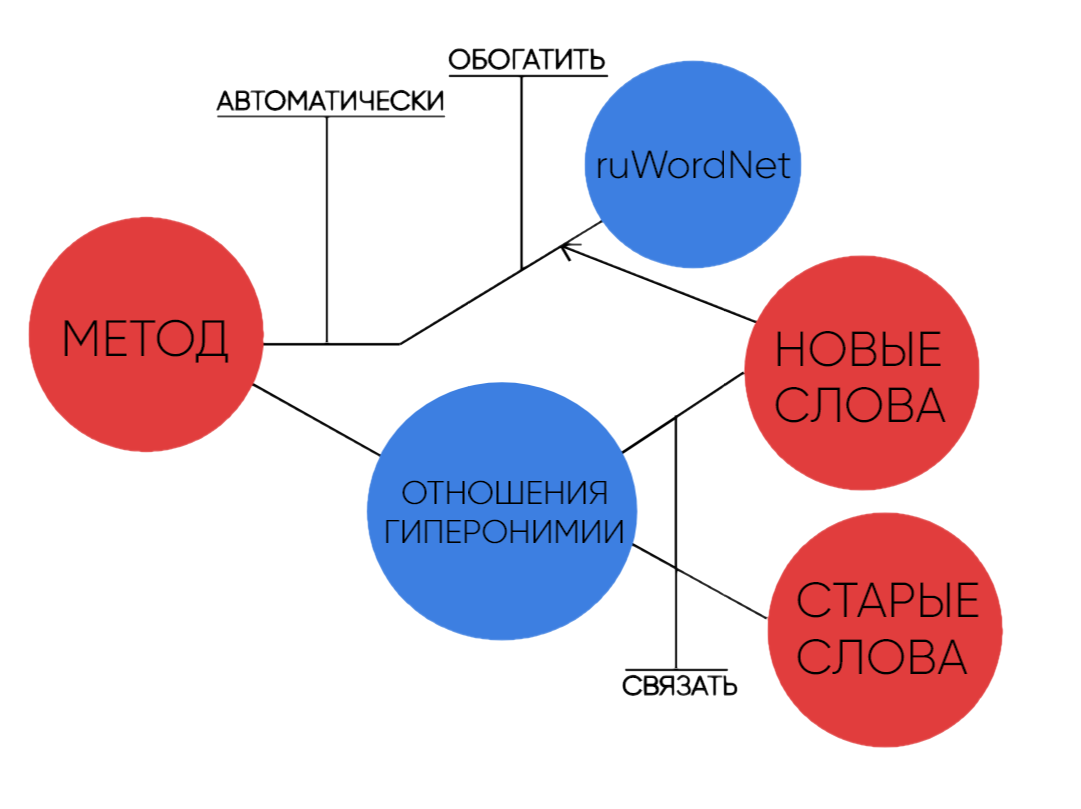 ОБОГАТИТЬ
АВТОМАТИЧЕСКИ
ruWordNet
МЕТОД
НОВЫЕ
СЛОВА
ОТНОШЕНИЯ
ГИПЕРОНИМИИ
СТАРЫЕ
СЛОВА
СВЯЗАТЬ